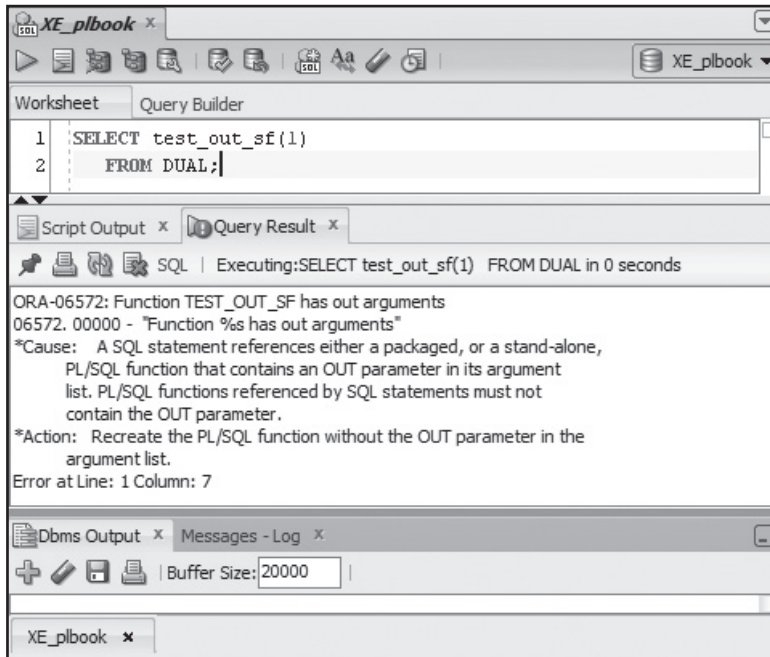 XE_plbook x
SQL Aa SQL XE_plbook
Worksheet Query Builder
1 SELECT test_out_sf(1)
2 FROM DUAL;
Script Output x Query Result x
SQL | Executing:SELECT test_out_sf(1) FROM DUAL in 0 seconds
ORA-06572: Function TEST_OUT_SF has out arguments
06572. 00000 - "Function %s has out arguments"
*Cause: A SQL statement references either a packaged, or a stand-alone,
PL/SQL function that contains an OUT parameter in its argument
list. PL/SQL functions referenced by SQL statements must not
contain the OUT parameter.
*Action: Recreate the PL/SQL function without the OUT parameter in the
argument list.
Error at Line: 1 Column: 7
Dbms Output x Messages - Log x
Buffer Size: 20000
XE_plbook x